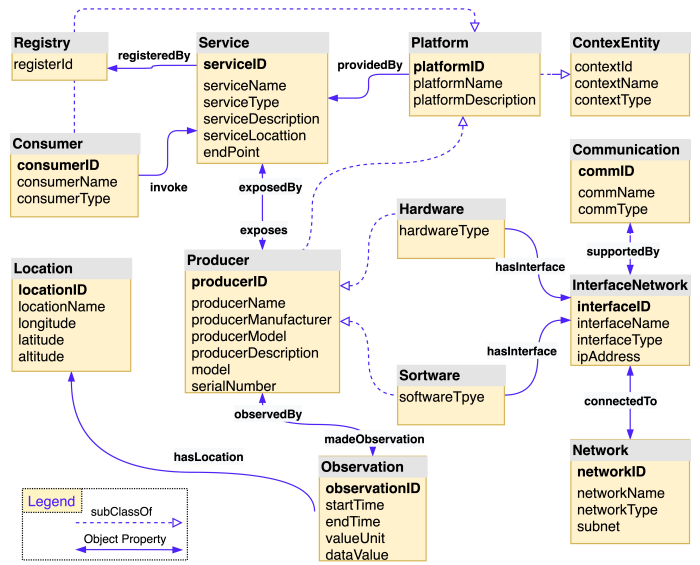 Registry
registerId
registeredBy
Service
serviceID
serviceName
serviceType
serviceDescription
serviceLocattion
endPoint
providedBy
Platform
platformID
platformName
platformDescription
ContexEntity
contextId
contextName
contextType
Consumer
consumerID
consumerName
consumerType
invoke
exposedBy
exposes
Communication
commID
commName
commType
supportedBy
Hardware
hardwareType
hasInterface
Location
locationID
locationName
longitude
latitude
altitude
Producer
producerID
producerName
producerManufacturer
producerModel
producerDescription
model
serialNumber
InterfaceNetwork
interfaceID
interfaceName
interfaceType
ipAddress
hasInterface
Sortware
softwareTpye
connectedTo
observedBy
madeObservation
hasLocation
Observation
observationID
startTime
endTime
valueUnit
dataValue
Network
networkID
networkName
networkType
subnet
Legend
subClassOf
Object Property